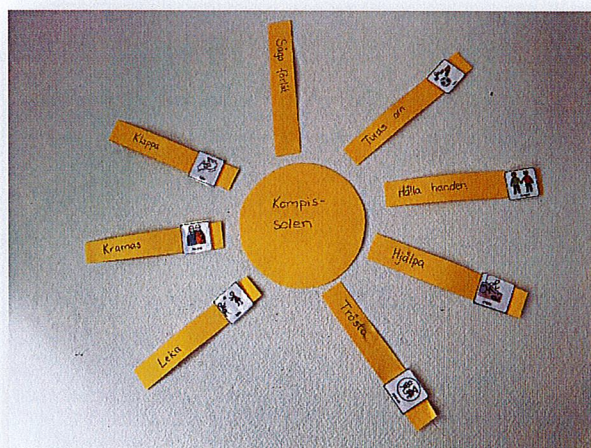 Kompis-
solen
Säga förlåt
Turas om
Hålla handen
Hjälpa
Trösta
Leka
Kramas
Klappa